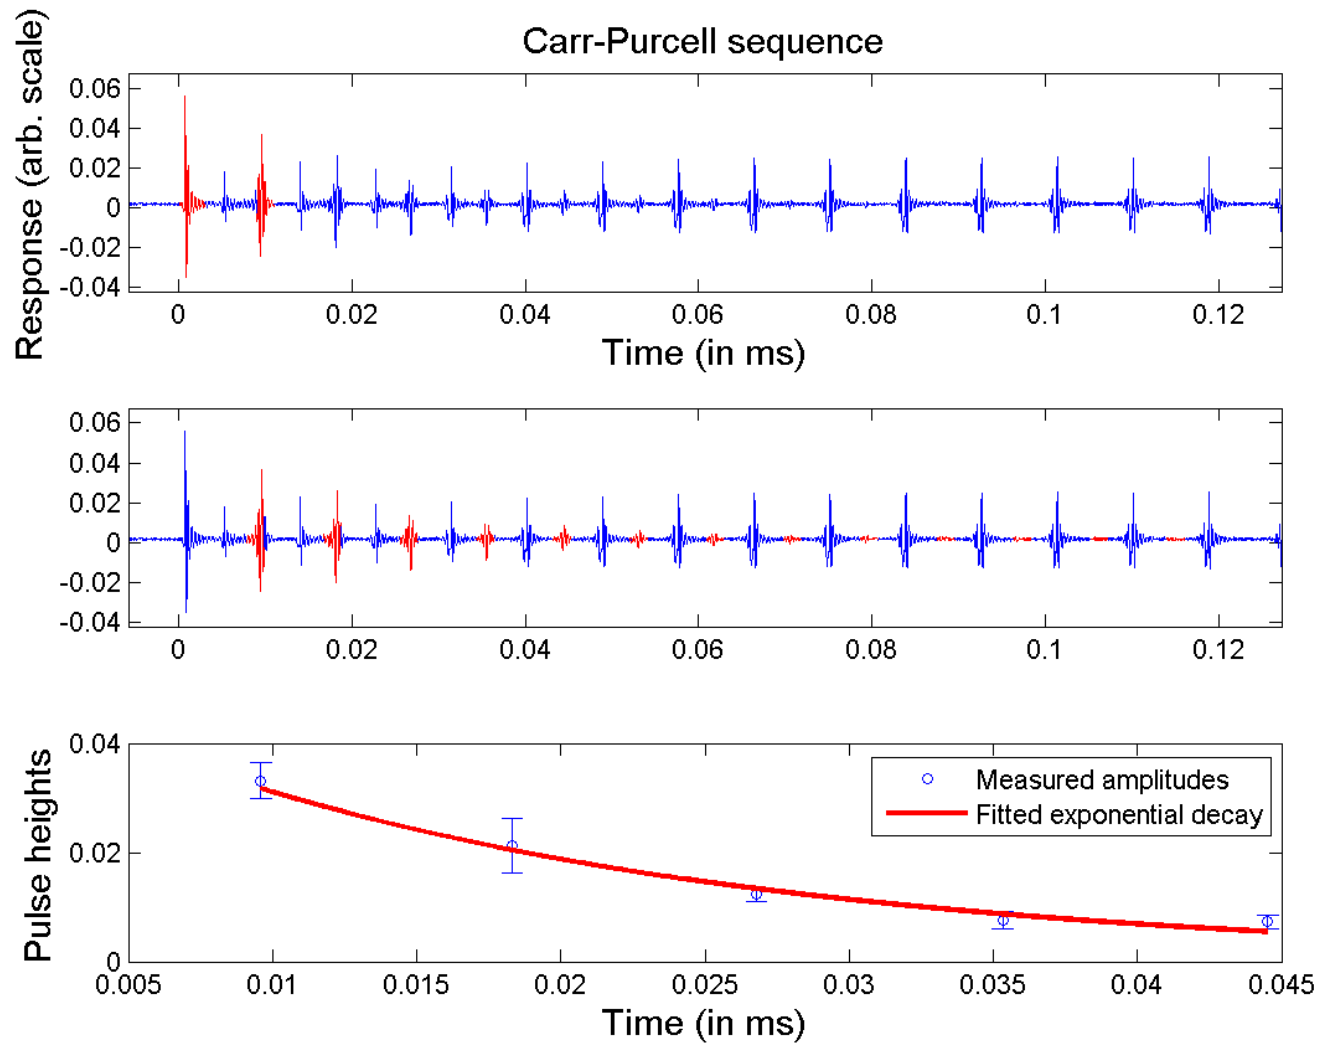 Carr-Purcell sequence
Response (arb. scale)
0.06
0.04
0.02
0
-0.02
-0.04
0 0.02 0.04 0.06 0.08 0.1 0.12
Time (in ms)
0.06
0.04
0.02
0
-0.02
-0.04
0 0.02 0.04 0.06 0.08 0.1 0.12
Pulse heights
0.04
0.02
0
Measured amplitudes
Fitted exponential decay
0.005 0.01 0.015 0.02 0.025 0.03 0.035 0.04 0.045
Time (in ms)